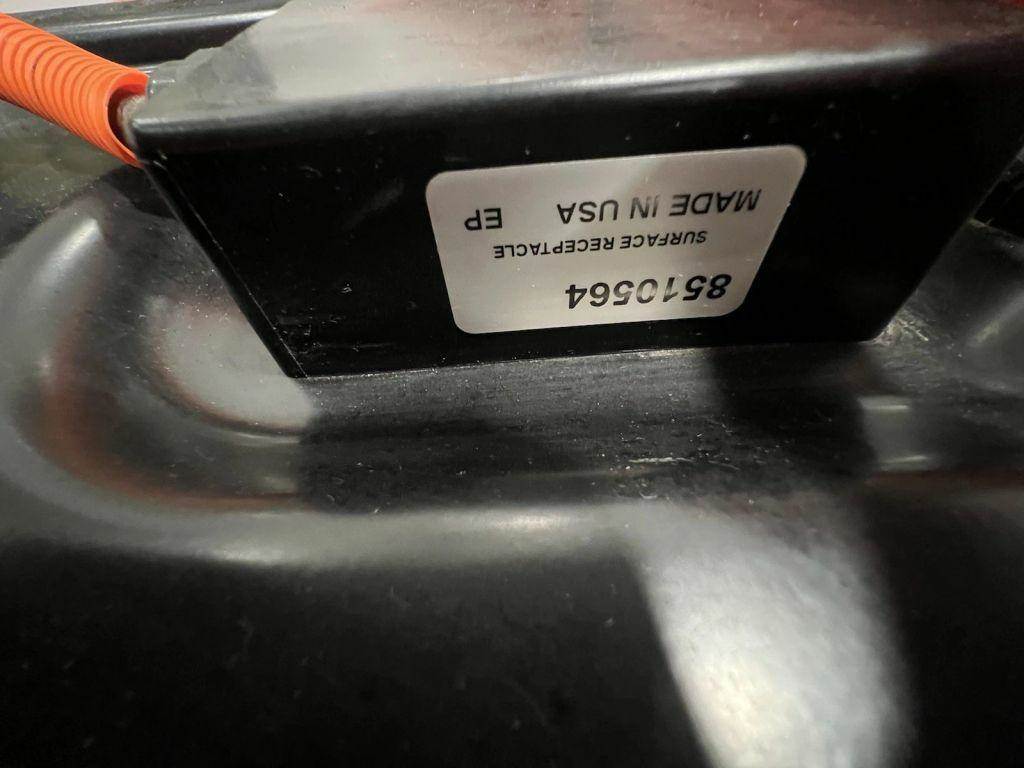 8510564
SURFACE RECEPTACLE
MADE IN USA EP